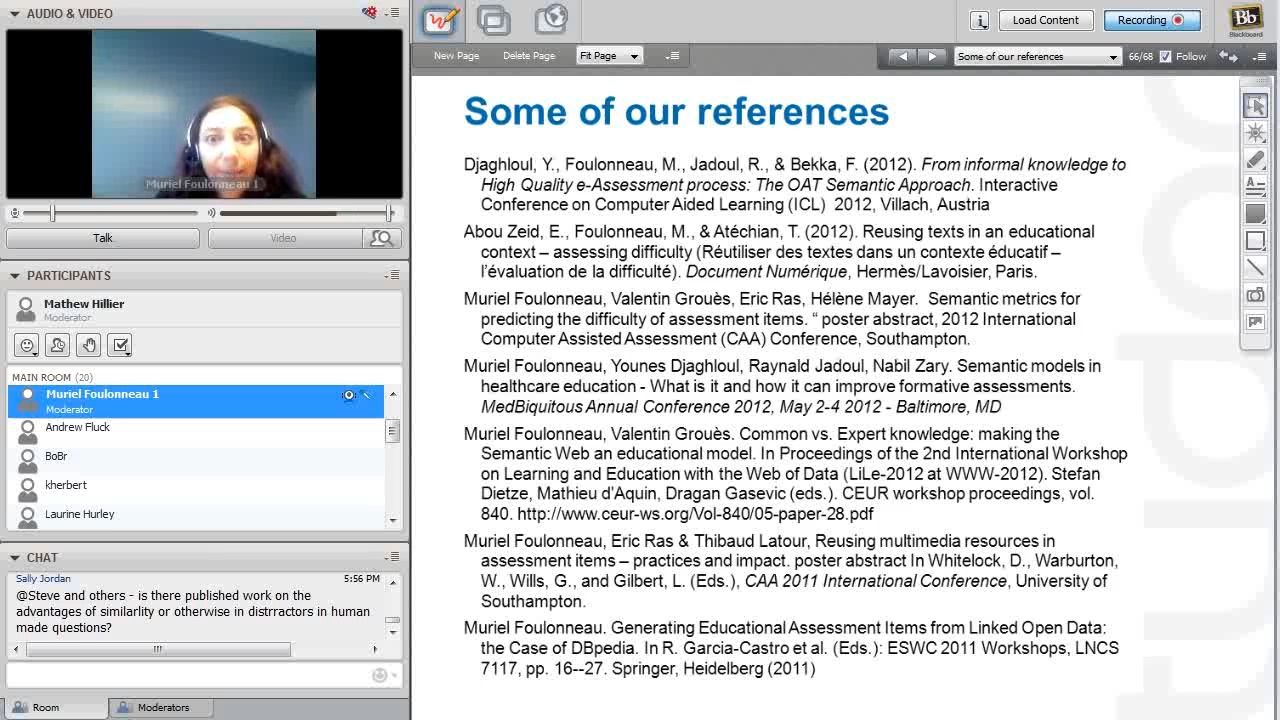 AUDIO & VIDEO
Muriel Foulonneau 1
Talk
Video
PARTICIPANTS
Mathew Hillier
Moderator
MAIN ROOM (20)
Muriel Foulonneau 1
Moderator
Andrew Fluck
BoBr
kherbert
Laurine Hurley
CHAT
Sally Jordan 5:56 PM
@Steve and others - is there published work on the
advantages of similarlity or otherwise in distrractors in human
made questions?
Room
Moderators
Load Content
Recording
Bb
Blackboard
New Page
Delete Page
Fit Page
Some of our references
66/68
Follow
Some of our references
Djaghloul, Y., Foulonneau, M., Jadoul, R., & Bekka, F. (2012). From informal knowledge to
High Quality e-Assessment process: The OAT Semantic Approach. Interactive
Conference on Computer Aided Learning (ICL) 2012, Villach, Austria
Abou Zeid, E., Foulonneau, M., & Atéchian, T. (2012). Reusing texts in an educational
context – assessing difficulty (Réutiliser des textes dans un contexte éducatif –
l'évaluation de la difficulté). Document Numérique, Hermès/Lavoisier, Paris.
Muriel Foulonneau, Valentin Grouès, Eric Ras, Hélène Mayer. Semantic metrics for
predicting the difficulty of assessment items. “ poster abstract, 2012 International
Computer Assisted Assessment (CAA) Conference, Southampton.
Muriel Foulonneau, Younes Djaghloul, Raynald Jadoul, Nabil Zary. Semantic models in
healthcare education - What is it and how it can improve formative assessments.
MedBiquitous Annual Conference 2012, May 2-4 2012 - Baltimore, MD
Muriel Foulonneau, Valentin Grouès. Common vs. Expert knowledge: making the
Semantic Web an educational model. In Proceedings of the 2nd International Workshop
on Learning and Education with the Web of Data (LiLe-2012 at WWW-2012). Stefan
Dietze, Mathieu d'Aquin, Dragan Gasevic (eds.). CEUR workshop proceedings, vol.
840. http://www.ceur-ws.org/Vol-840/05-paper-28.pdf
Muriel Foulonneau, Eric Ras & Thibaud Latour, Reusing multimedia resources in
assessment items – practices and impact. poster abstract In Whitelock, D., Warburton,
W., Wills, G., and Gilbert, L. (Eds.), CAA 2011 International Conference, University of
Southampton.
Muriel Foulonneau. Generating Educational Assessment Items from Linked Open Data:
the Case of DBpedia. In R. Garcia-Castro et al. (Eds.): ESWC 2011 Workshops, LNCS
7117, pp. 16--27. Springer, Heidelberg (2011)